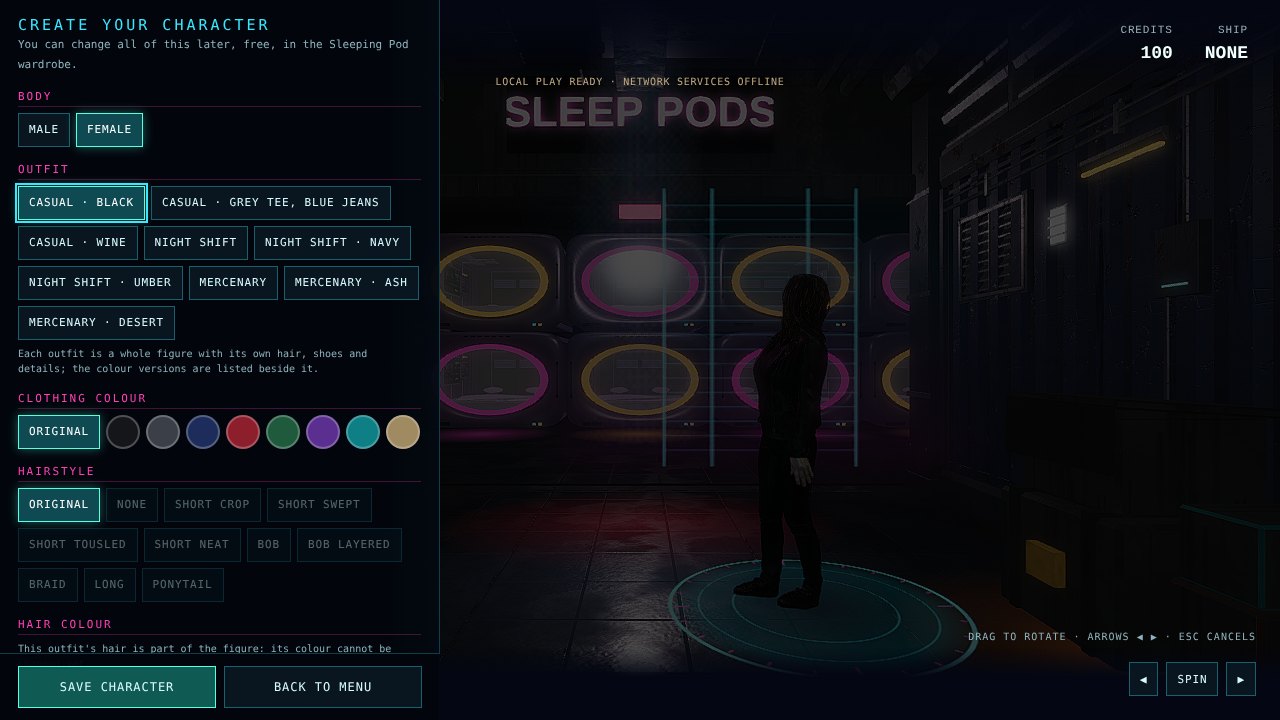 CREATE YOUR CHARACTER
You can change all of this later, free, in the Sleeping Pod
wardrobe.
BODY
MALE
FEMALE
OUTFIT
CASUAL · BLACK
CASUAL · GREY TEE, BLUE JEANS
CASUAL · WINE
NIGHT SHIFT
NIGHT SHIFT · NAVY
NIGHT SHIFT · UMBER
MERCENARY
MERCENARY · ASH
MERCENARY · DESERT
Each outfit is a whole figure with its own hair, shoes and
details; the colour versions are listed beside it.
CLOTHING COLOUR
ORIGINAL
HAIRSTYLE
ORIGINAL
NONE
SHORT CROP
SHORT SWEPT
SHORT TOUSLED
SHORT NEAT
BOB
BOB LAYERED
BRAID
LONG
PONYTAIL
HAIR COLOUR
This outfit's hair is part of the figure: its colour cannot be
SAVE CHARACTER
BACK TO MENU
CREDITS
100
SHIP
NONE
LOCAL PLAY READY · NETWORK SERVICES OFFLINE
SLEEP PODS
DRAG TO ROTATE · ARROWS ◀ ▶ · ESC CANCELS
◀
SPIN
▶